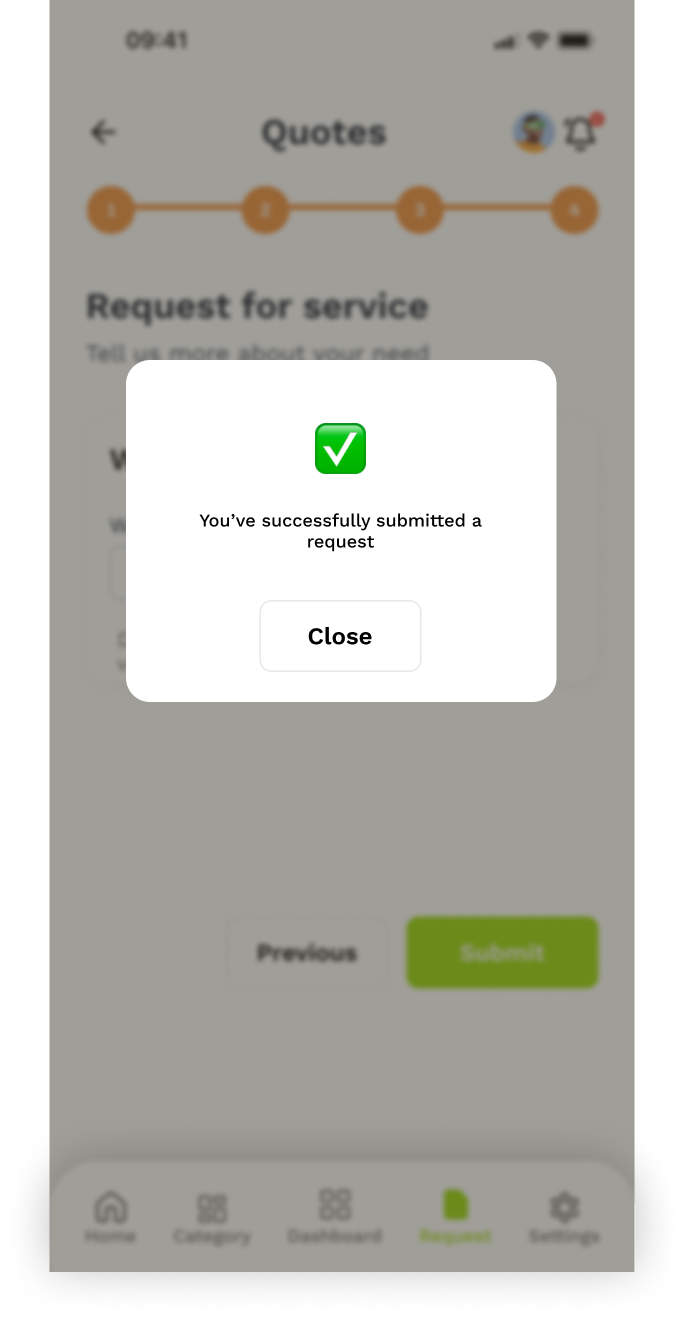 09:41
Quotes
1 2 3 4
Request for service
Tell us more about your need
W
W
You’ve successfully submitted a
request
Close
Previous Submit
Home Category Dashboard Request Settings